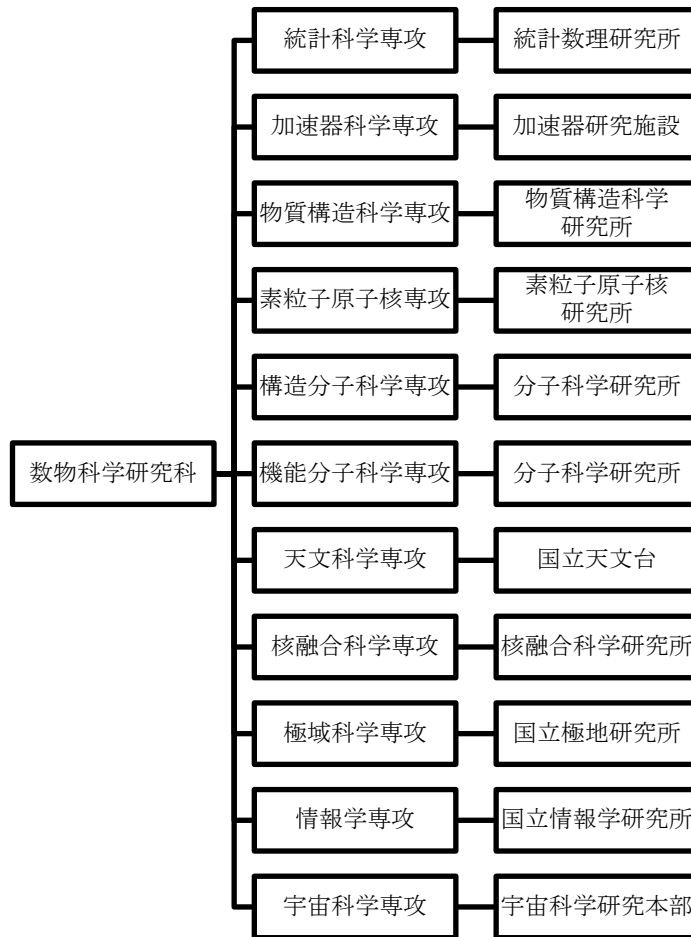 統計科学専攻
統計数理研究所
加速器科学専攻
加速器研究施設
物質構造科学専攻
物質構造科学
研究所
素粒子原子核専攻
素粒子原子核
研究所
構造分子科学専攻
分子科学研究所
数物科学研究科
機能分子科学専攻
分子科学研究所
天文科学専攻
国立天文台
核融合科学専攻
核融合科学研究所
極域科学専攻
国立極地研究所
情報学専攻
国立情報学研究所
宇宙科学専攻
宇宙科学研究本部